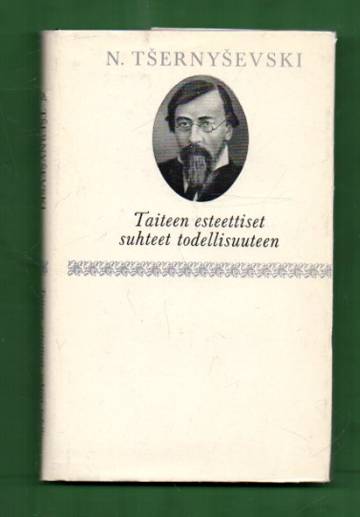 N. TŠERNYŠEVSKI
Taiteen esteettiset
suhteet todellisuuteen